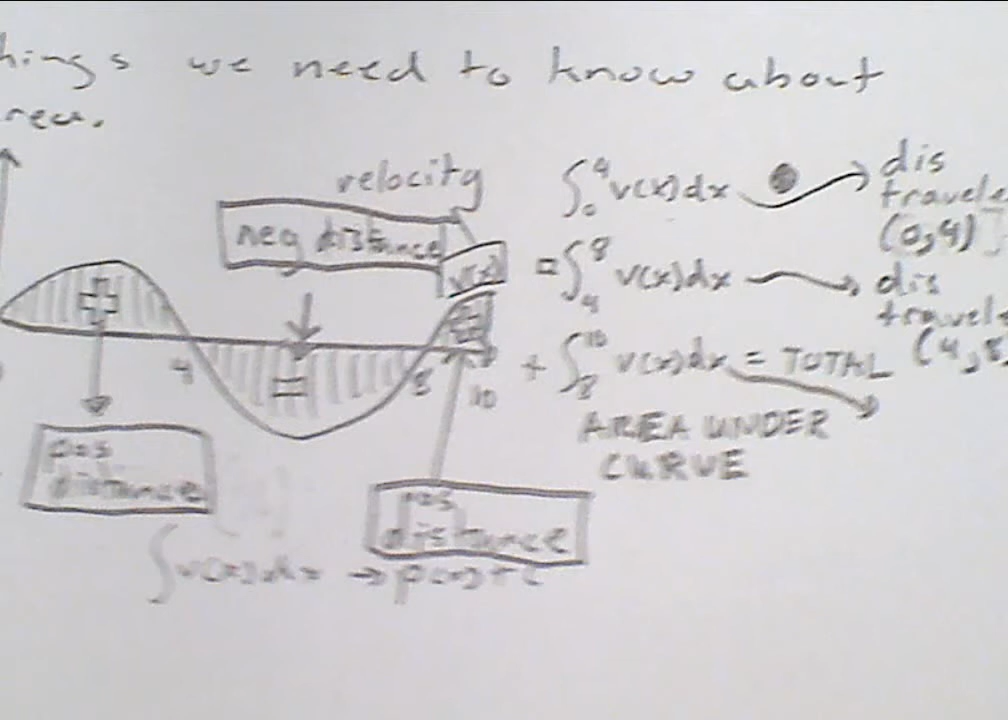 hings we need to know about
rea.
velocity
neg distance
v(x)
∫₀⁴ v(x)dx → dis
travele
(0,4)
= ∫₄⁸ v(x)dx → dis
travele
(4,8
+ ∫₈¹⁰ v(x)dx = TOTAL
AREA UNDER
CURVE
+
4
=
8
10
pos
distance
pos
distance
∫v(x)dx → p(x)+c